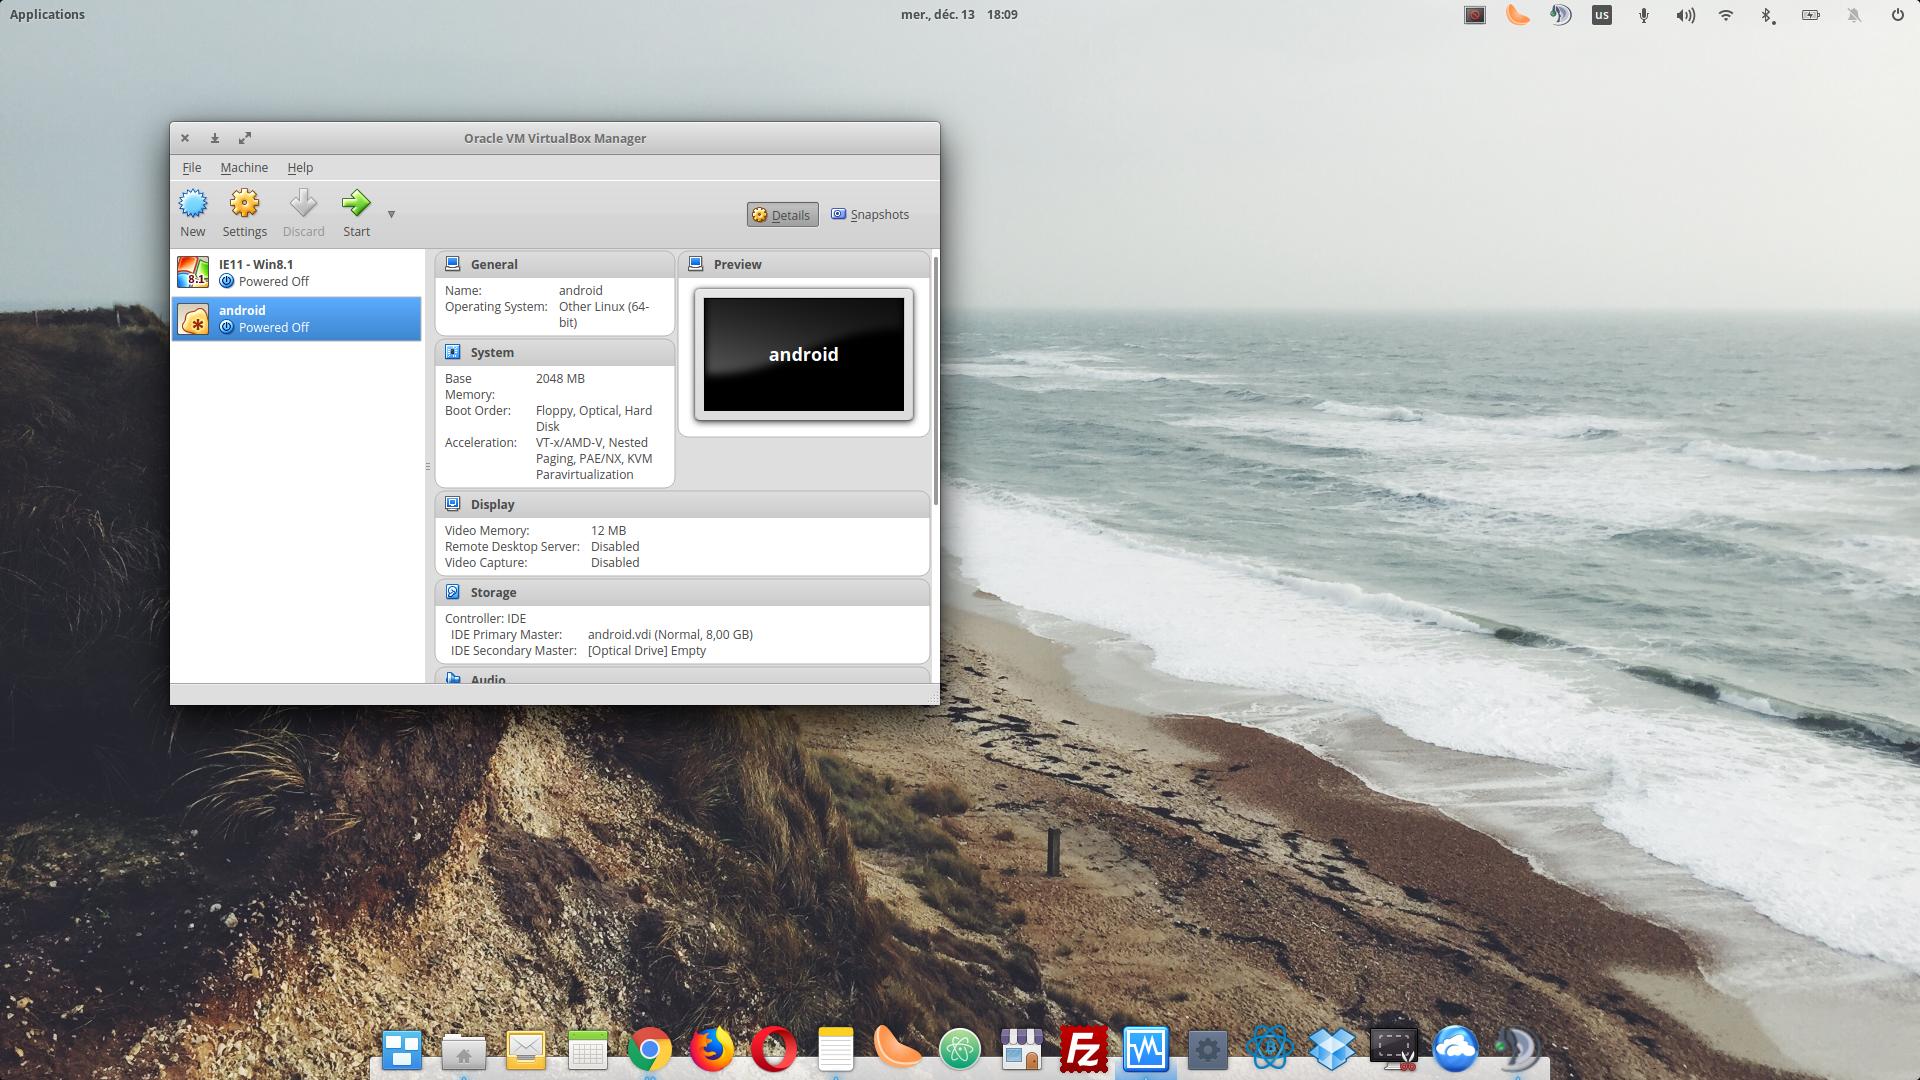 Applications
mer., déc. 13 18:09
us
Oracle VM VirtualBox Manager
File Machine Help
New Settings Discard Start
Details Snapshots
IE11 - Win8.1
Powered Off
android
Powered Off
General
Name: android
Operating System: Other Linux (64-
bit)
System
Base 2048 MB
Memory:
Boot Order: Floppy, Optical, Hard
Disk
Acceleration: VT-x/AMD-V, Nested
Paging, PAE/NX, KVM
Paravirtualization
Preview
android
Display
Video Memory: 12 MB
Remote Desktop Server: Disabled
Video Capture: Disabled
Storage
Controller: IDE
IDE Primary Master: android.vdi (Normal, 8,00 GB)
IDE Secondary Master: [Optical Drive] Empty
Audio
8.1
FZ